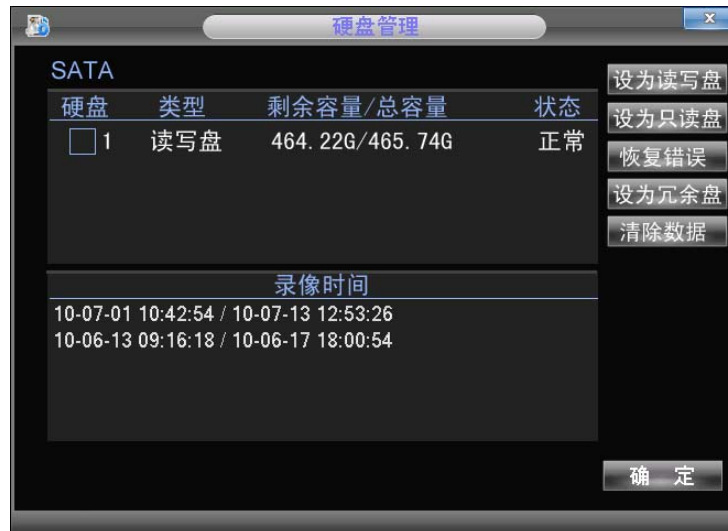 硬盘管理
SATA
硬盘 类型 剩余容量/总容量 状态
1 读写盘 464.22G/465.74G 正常
设为读写盘
设为只读盘
恢复错误
设为冗余盘
清除数据
录像时间
10-07-01 10:42:54 / 10-07-13 12:53:26
10-06-13 09:16:18 / 10-06-17 18:00:54
确 定